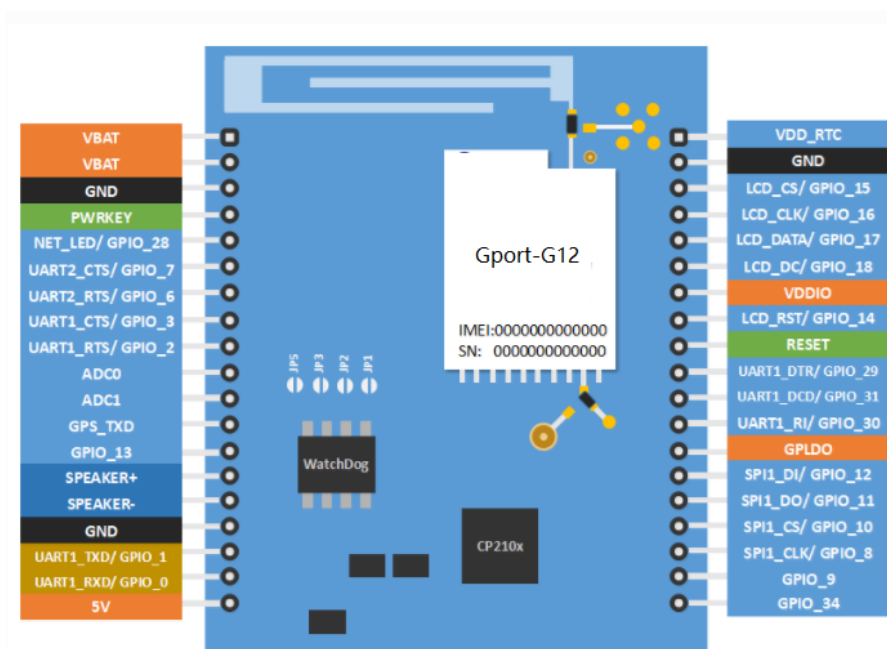 VBAT
VBAT
GND
PWRKEY
NET_LED/ GPIO_28
UART2_CTS/ GPIO_7
UART2_RTS/ GPIO_6
UART1_CTS/ GPIO_3
UART1_RTS/ GPIO_2
ADC0
ADC1
GPS_TXD
GPIO_13
SPEAKER+
SPEAKER-
GND
UART1_TXD/ GPIO_1
UART1_RXD/ GPIO_0
5V
Gport-G12
IMEI:0000000000000
SN: 0000000000000
JP5
JP3
JP2
JP1
WatchDog
CP210x
VDD_RTC
GND
LCD_CS/ GPIO_15
LCD_CLK/ GPIO_16
LCD_DATA/ GPIO_17
LCD_DC/ GPIO_18
VDDIO
LCD_RST/ GPIO_14
RESET
UART1_DTR/ GPIO_29
UART1_DCD/ GPIO_31
UART1_RI/ GPIO_30
GPLDO
SPI1_DI/ GPIO_12
SPI1_DO/ GPIO_11
SPI1_CS/ GPIO_10
SPI1_CLK/ GPIO_8
GPIO_9
GPIO_34